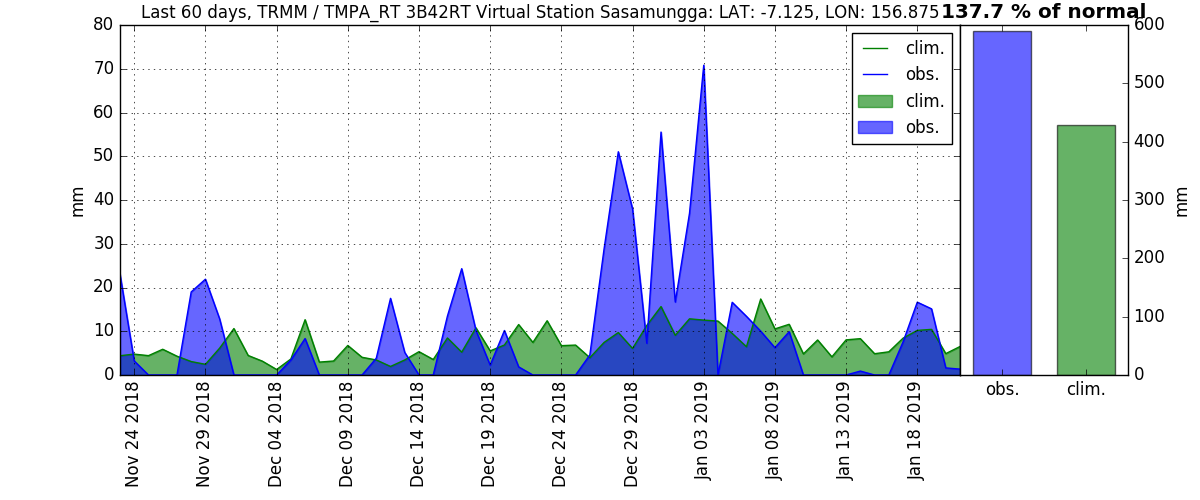 Last 60 days, TRMM / TMPA_RT 3B42RT Virtual Station Sasamungga: LAT: -7.125, LON: 156.875
137.7 % of normal
80
70
60
50
40
30
20
10
0
mm
clim.
obs.
clim.
obs.
Nov 24 2018
Nov 29 2018
Dec 04 2018
Dec 09 2018
Dec 14 2018
Dec 19 2018
Dec 24 2018
Dec 29 2018
Jan 03 2019
Jan 08 2019
Jan 13 2019
Jan 18 2019
600
500
400
300
200
100
0
mm
obs.
clim.